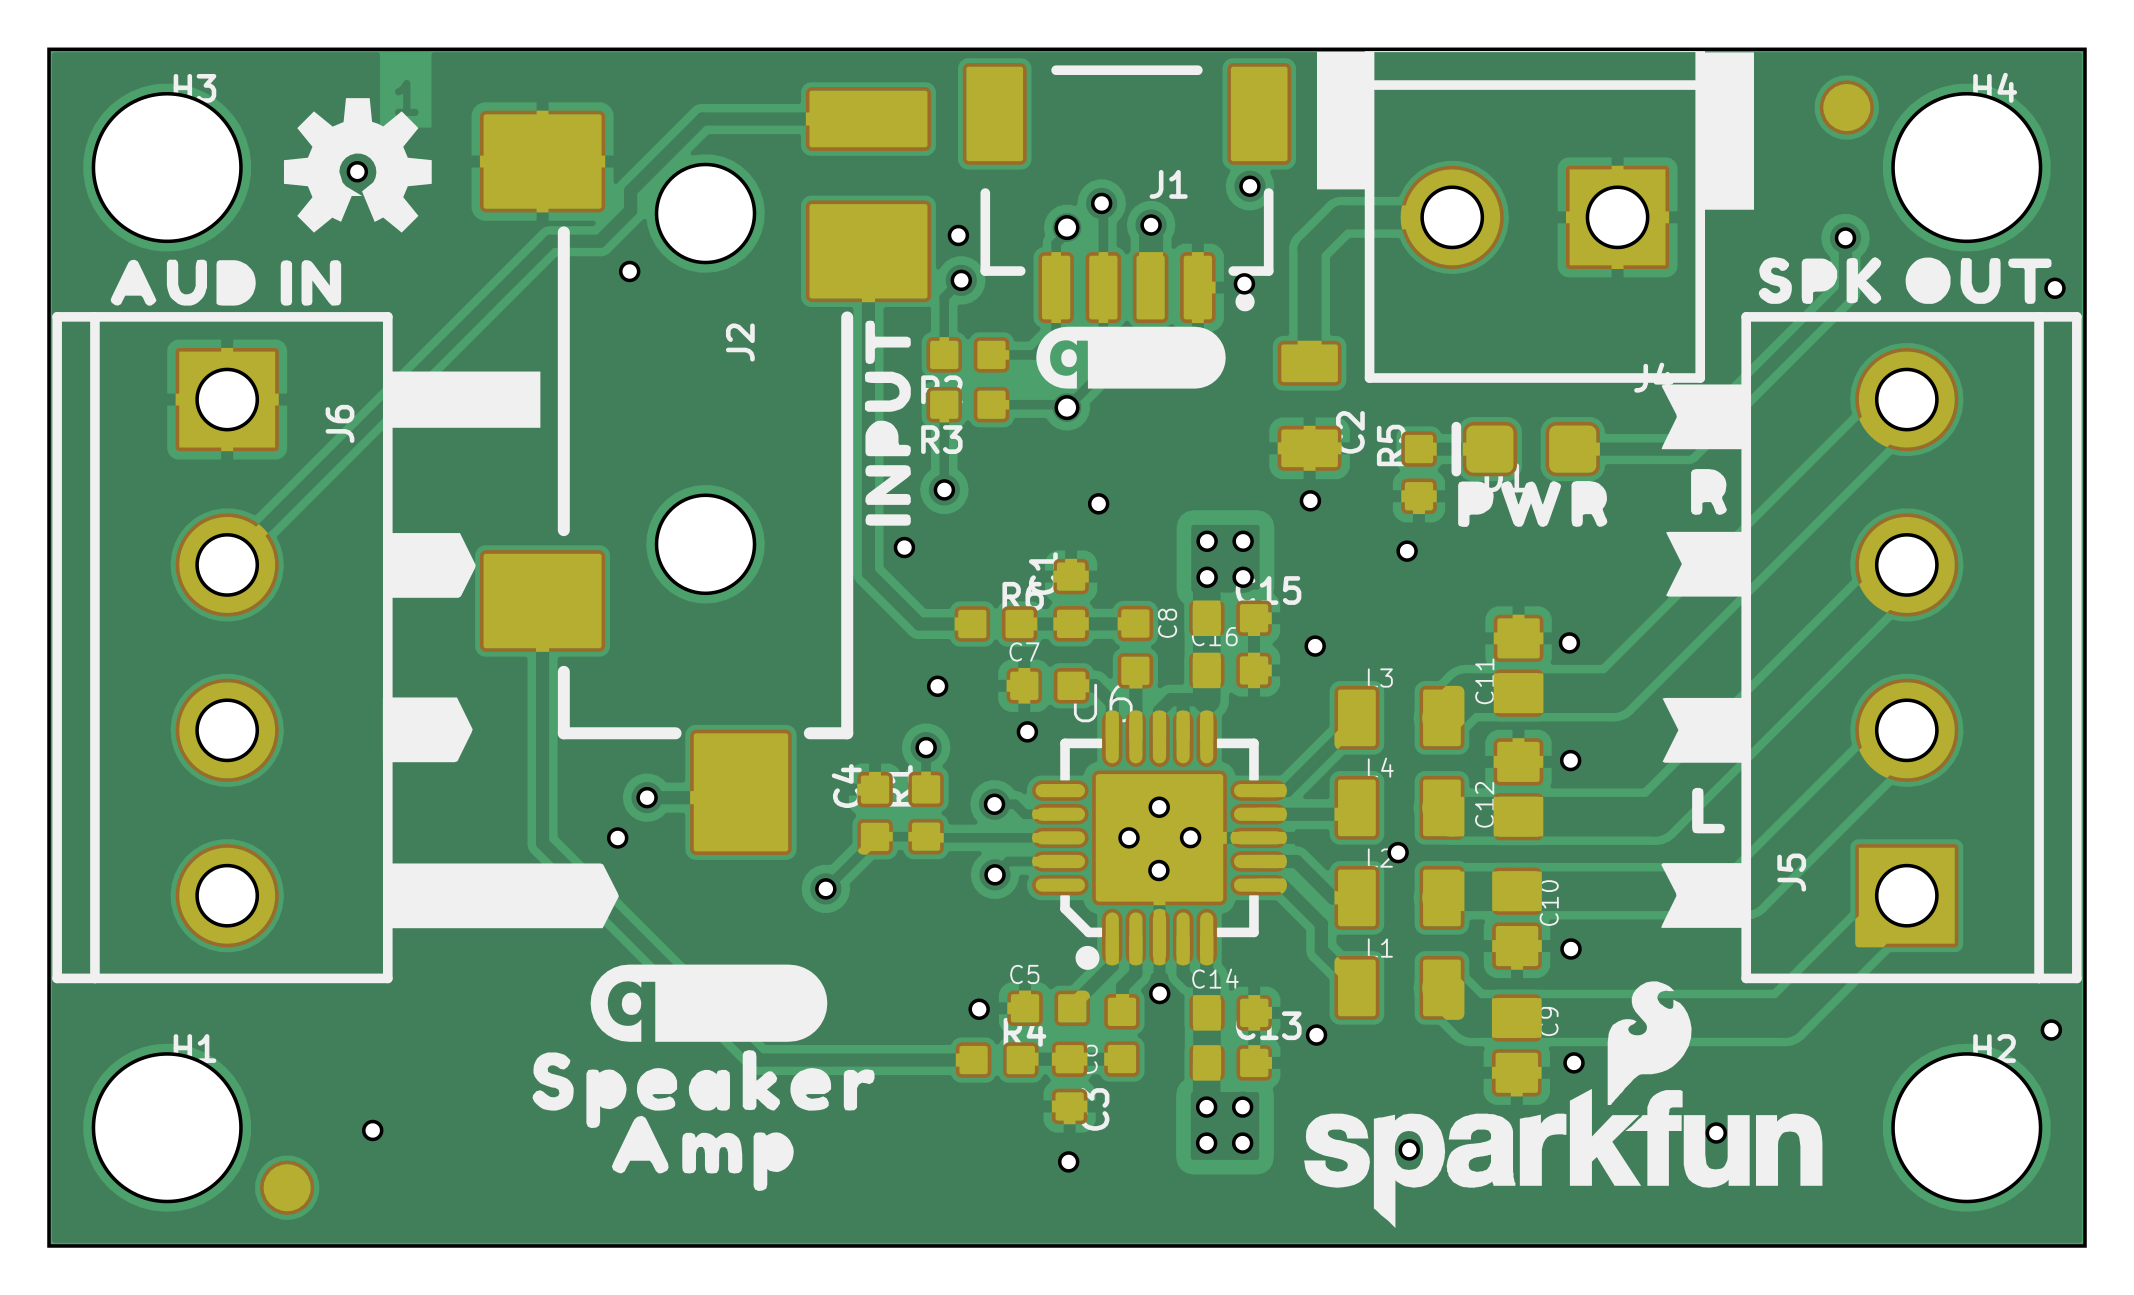 H3
1
H4
J1
AUD IN
SPK OUT
J2
INPUT
q
J4
J6
R2
R3
C2
R5
D1
PWR
R
C1
R6
C15
C8
C16
C7
U6
L3
C11
L4
C12
L
C4
R1
L2
C10
J5
L1
C5
C14
C9
q
R4
C13
C6
H1
H2
Speaker
Amp
C3
sparkfun